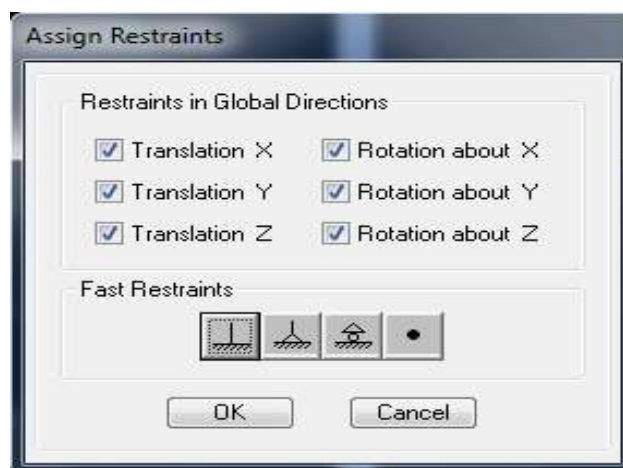 Assign Restraints
Restraints in Global Directions
Translation X
Rotation about X
Translation Y
Rotation about Y
Translation Z
Rotation about Z
Fast Restraints
OK
Cancel